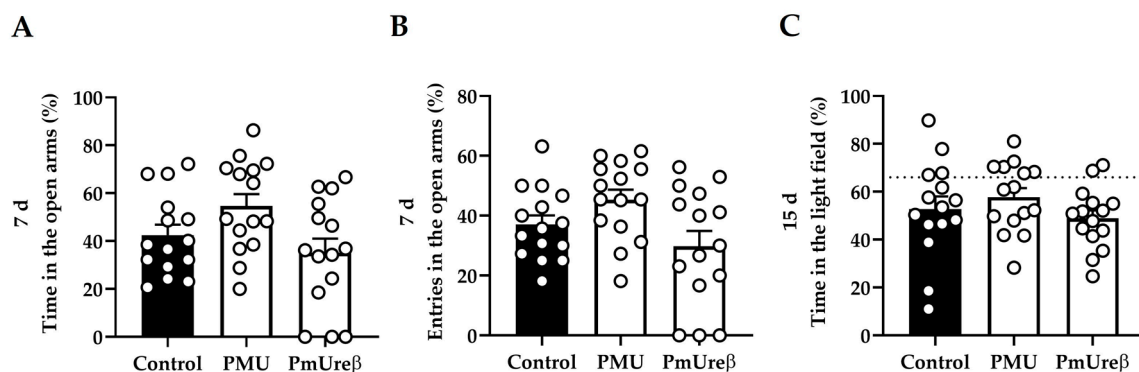 A
7 d
Time in the open arms (%)
100
80
60
40
20
0
Control PMU PmUreβ
B
7 d
Entries in the open arms (%)
80
60
40
20
0
Control PMU PmUreβ
C
15 d
Time in the light field (%)
100
80
60
40
20
0
Control PMU PmUreβ